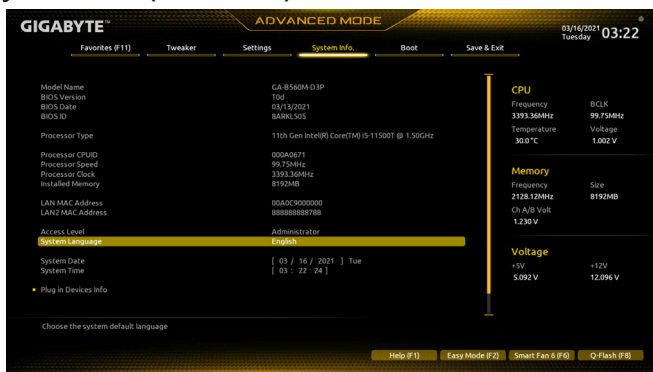 GIGABYTE™
ADVANCED MODE
03/16/2021
Tuesday
03:22
Favorites (F11) Tweaker Settings System Info. Boot Save & Exit
Model Name GA-B560M-D3P
BIOS Version T0d
BIOS Date 03/13/2021
BIOS ID 8ARKL505
Processor Type 11th Gen Intel(R) Core(TM) i5-11500T @ 1.50GHz
Processor CPUID 000A0671
Processor Speed 99.75MHz
Processor Clock 3393.36MHz
Installed Memory 8192MB
LAN MAC Address 00A0C9000000
LAN2 MAC Address 888888888788
Access Level Administrator
System Language English
System Date [ 03 / 16 / 2021 ] Tue
System Time [ 03 : 22 : 24 ]
Plug in Devices Info
Choose the system default language
CPU
Frequency BCLK
3393.36MHz 99.75MHz
Temperature Voltage
30.0 °C 1.002 V
Memory
Frequency Size
2128.12MHz 8192MB
Ch A/B Volt
1.230 V
Voltage
+5V +12V
5.092 V 12.096 V
Help (F1) Easy Mode (F2) Smart Fan 6 (F6) Q-Flash (F8)